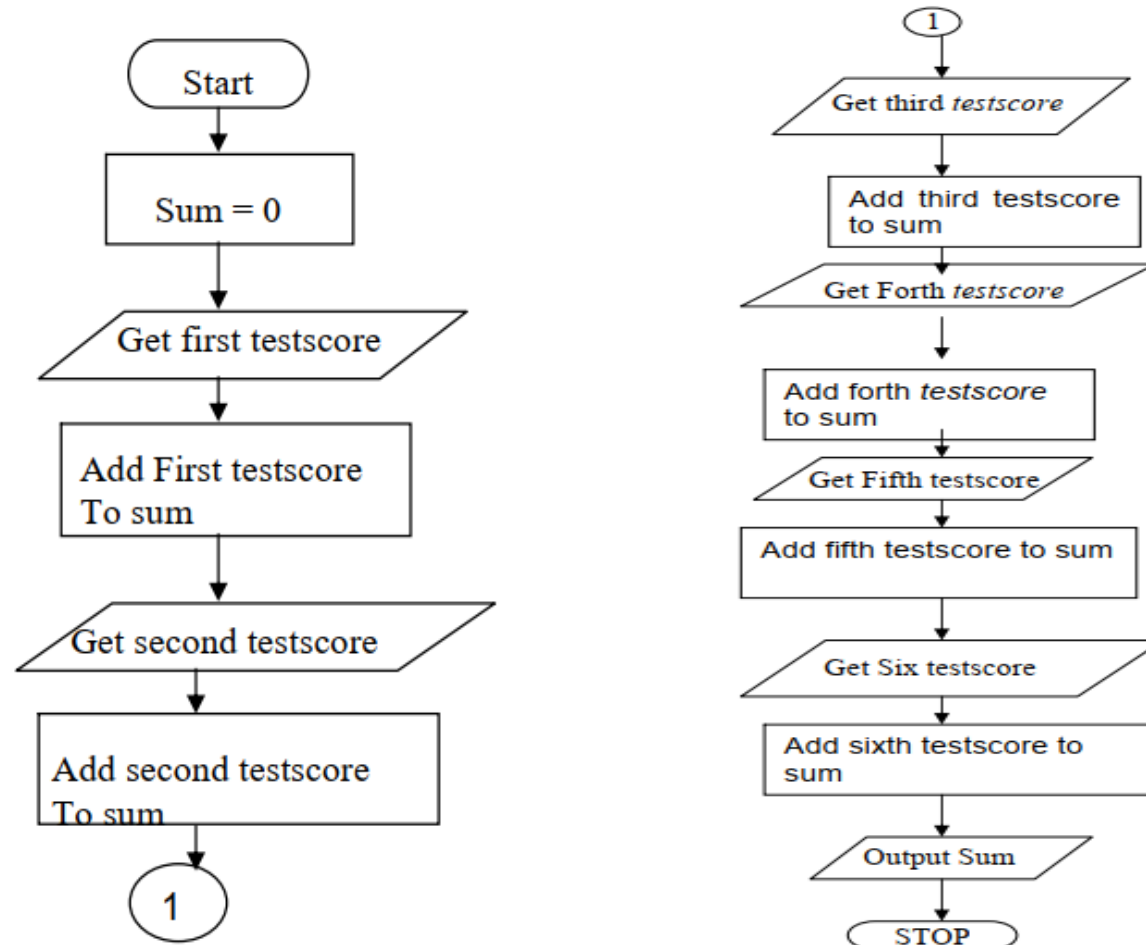 Start
Sum = 0
Get first testscore
Add First testscore
To sum
Get second testscore
Add second testscore
To sum
1
1
Get third testscore
Add third testscore
to sum
Get Forth testscore
Add forth testscore
to sum
Get Fifth testscore
Add fifth testscore to sum
Get Six testscore
Add sixth testscore to
sum
Output Sum
STOP